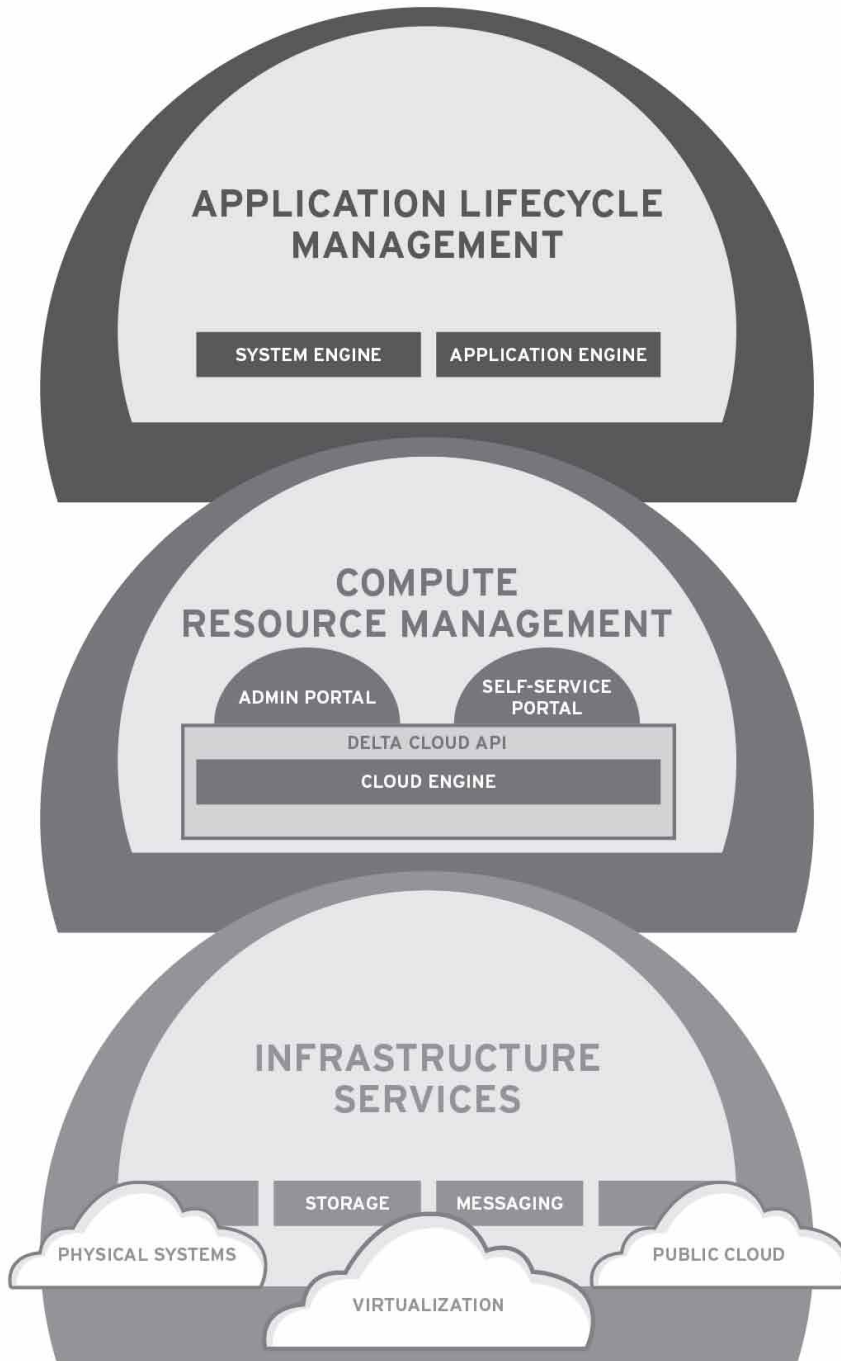 APPLICATION LIFECYCLE
MANAGEMENT
SYSTEM ENGINE
APPLICATION ENGINE
COMPUTE
RESOURCE MANAGEMENT
ADMIN PORTAL
SELF-SERVICE
PORTAL
DELTA CLOUD API
CLOUD ENGINE
INFRASTRUCTURE
SERVICES
STORAGE
MESSAGING
PHYSICAL SYSTEMS
PUBLIC CLOUD
VIRTUALIZATION